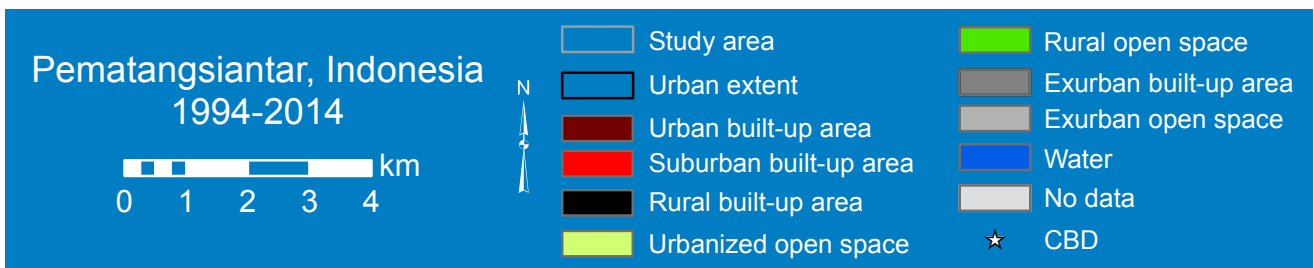 Pematangsiantar, Indonesia
1994-2014
km
0 1 2 3 4
N
Study area
Urban extent
Urban built-up area
Suburban built-up area
Rural built-up area
Urbanized open space
Rural open space
Exurban built-up area
Exurban open space
Water
No data
CBD